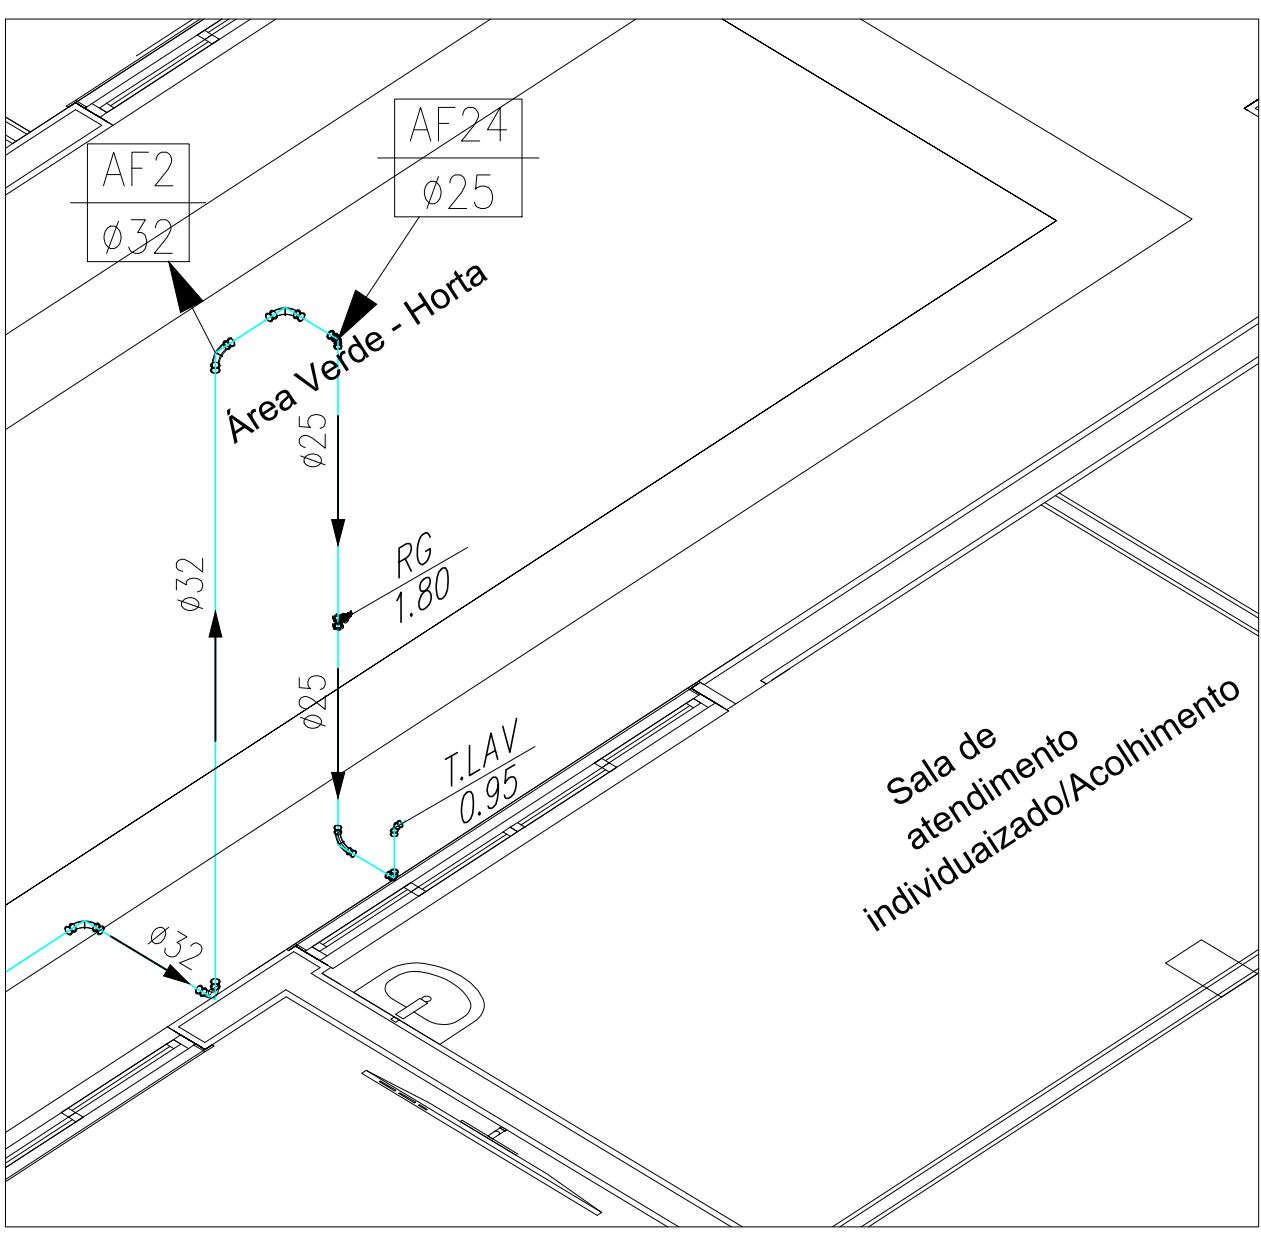 AF24
ø25
AF2
ø32
Área Verde - Horta
ø25
ø32
RG
1.80
ø25
T.LAV
0.95
Sala de
atendimento
individuaizado/Acolhimento
ø32